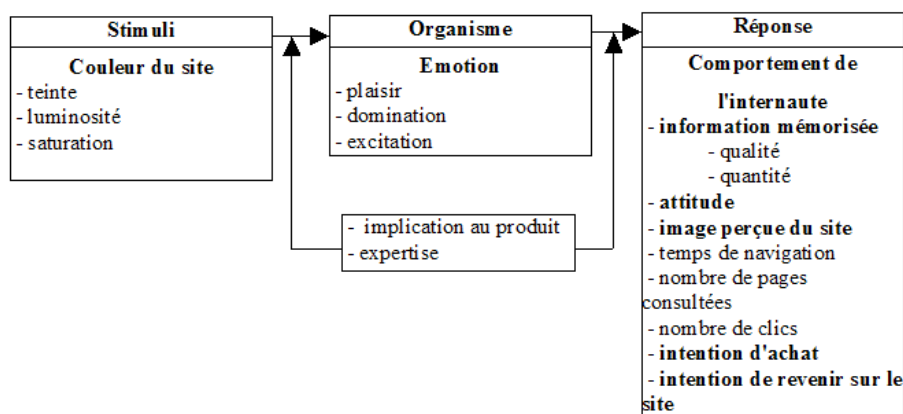 Stimuli
Couleur du site
- teinte
- luminosité
- saturation
Organisme
Emotion
- plaisir
- domination
- excitation
- implication au produit
- expertise
Réponse
Comportement de
l'internaute
- information mémorisée
- qualité
- quantité
- attitude
- image perçue du site
- temps de navigation
- nombre de pages
consultées
- nombre de clics
- intention d'achat
- intention de revenir sur le
site